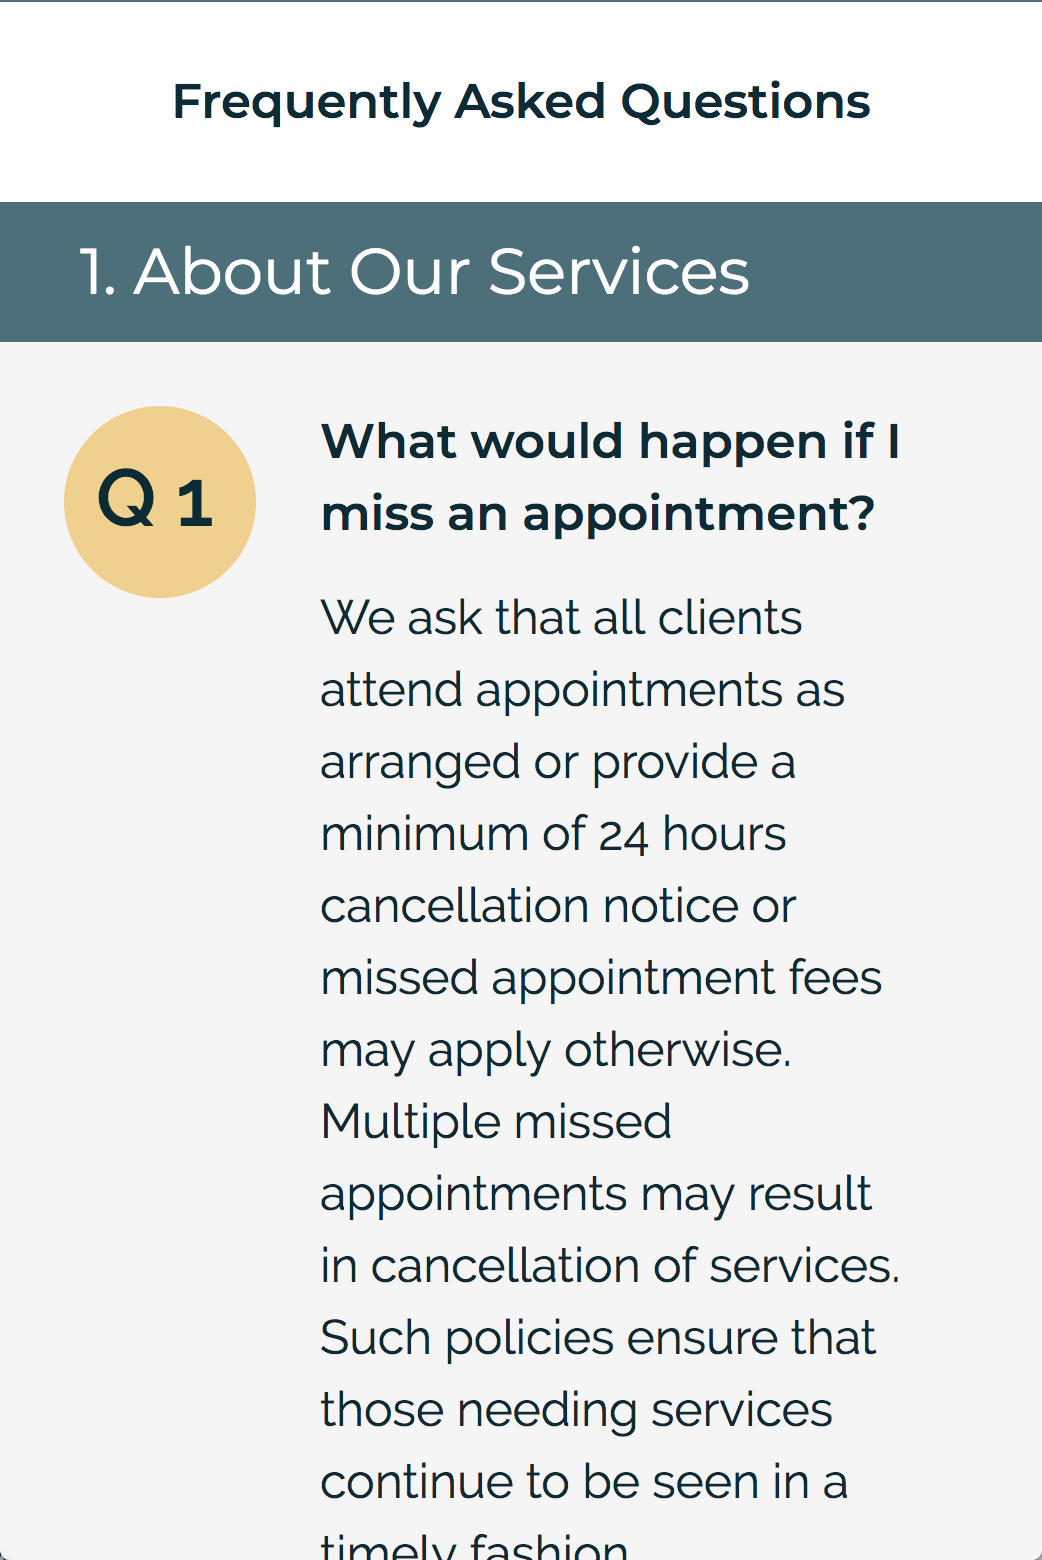 Frequently Asked Questions
1. About Our Services
Q 1
What would happen if I
miss an appointment?
We ask that all clients
attend appointments as
arranged or provide a
minimum of 24 hours
cancellation notice or
missed appointment fees
may apply otherwise.
Multiple missed
appointments may result
in cancellation of services.
Such policies ensure that
those needing services
continue to be seen in a
timely fashion